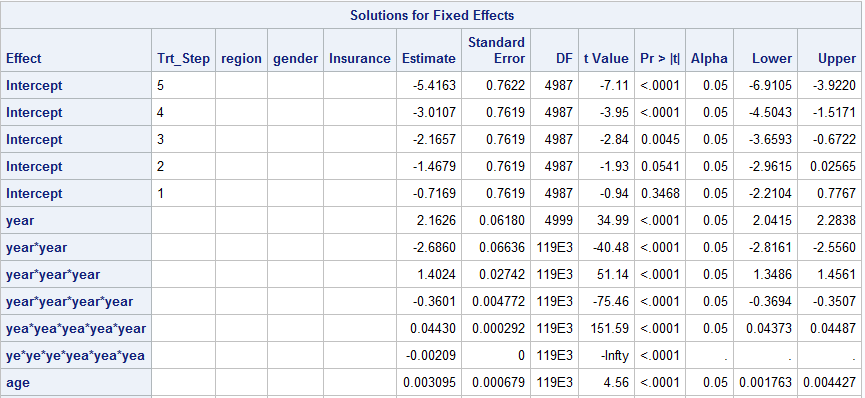 Solutions for Fixed Effects
Effect Trt_Step region gender Insurance Estimate Standard Error DF t Value Pr > |t| Alpha Lower Upper
Intercept 5 -5.4163 0.7622 4987 -7.11 <.0001 0.05 -6.9105 -3.9220
Intercept 4 -3.0107 0.7619 4987 -3.95 <.0001 0.05 -4.5043 -1.5171
Intercept 3 -2.1657 0.7619 4987 -2.84 0.0045 0.05 -3.6593 -0.6722
Intercept 2 -1.4679 0.7619 4987 -1.93 0.0541 0.05 -2.9615 0.02565
Intercept 1 -0.7169 0.7619 4987 -0.94 0.3468 0.05 -2.2104 0.7767
year 2.1626 0.06180 4999 34.99 <.0001 0.05 2.0415 2.2838
year*year -2.6860 0.06636 119E3 -40.48 <.0001 0.05 -2.8161 -2.5560
year*year*year 1.4024 0.02742 119E3 51.14 <.0001 0.05 1.3486 1.4561
year*year*year*year -0.3601 0.004772 119E3 -75.46 <.0001 0.05 -0.3694 -0.3507
yea*yea*yea*yea*year 0.04430 0.000292 119E3 151.59 <.0001 0.05 0.04373 0.04487
ye*ye*ye*yea*yea*yea -0.00209 0 119E3 -Infty <.0001 . . .
age 0.003095 0.000679 119E3 4.56 <.0001 0.05 0.001763 0.004427